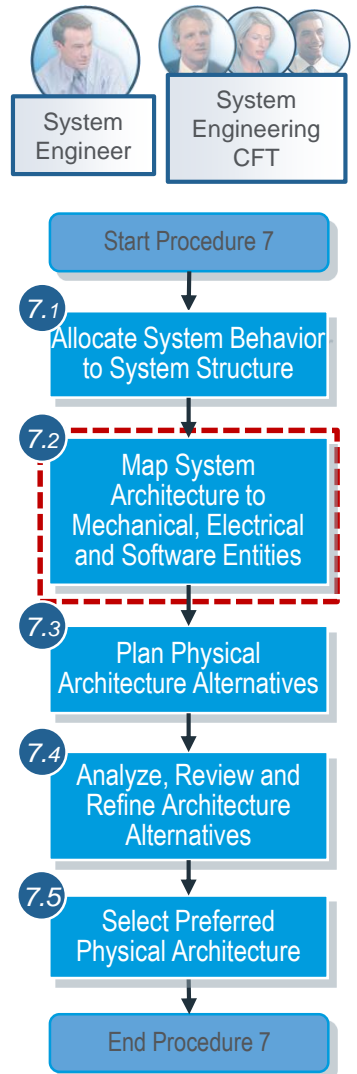 System
Engineer
System
Engineering
CFT
Start Procedure 7
7.1
Allocate System Behavior
to System Structure
7.2
Map System
Architecture to
Mechanical, Electrical
and Software Entities
7.3
Plan Physical
Architecture Alternatives
7.4
Analyze, Review and
Refine Architecture
Alternatives
7.5
Select Preferred
Physical Architecture
End Procedure 7